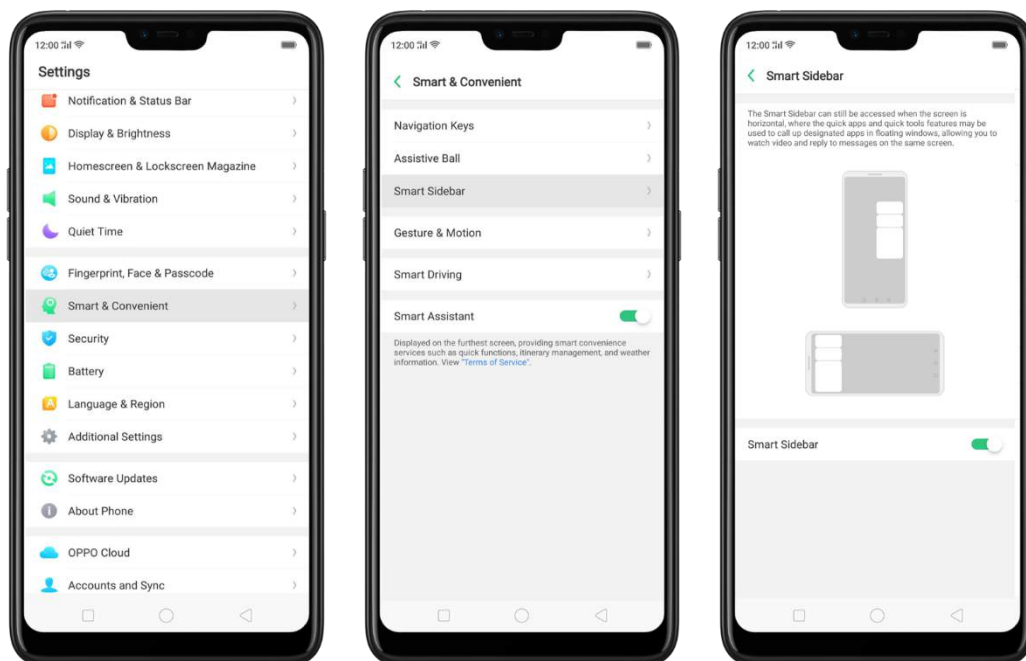 12:00
Settings
Notification & Status Bar
Display & Brightness
Homescreen & Lockscreen Magazine
Sound & Vibration
Quiet Time
Fingerprint, Face & Passcode
Smart & Convenient
Security
Battery
A
Language & Region
Additional Settings
Software Updates
About Phone
OPPO Cloud
Accounts and Sync
12:00
Smart & Convenient
Navigation Keys
Assistive Ball
Smart Sidebar
Gesture & Motion
Smart Driving
Smart Assistant
Displayed on the furthest screen, providing smart convenience
services such as quick functions, itinerary management, and weather
information. View "Terms of Service".
12:00
Smart Sidebar
The Smart Sidebar can still be accessed when the screen is
horizontal, where the quick apps and quick tools features may be
used to call up designated apps in floating windows, allowing you to
watch video and reply to messages on the same screen.
Smart Sidebar